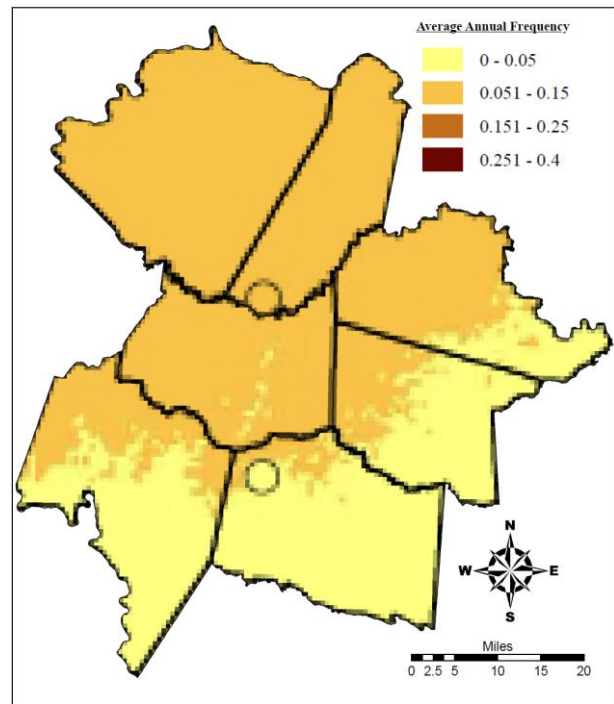 Average Annual Frequency
0 - 0.05
0.051 - 0.15
0.151 - 0.25
0.251 - 0.4
N
W E
S
Miles
0 2.5 5 10 15 20